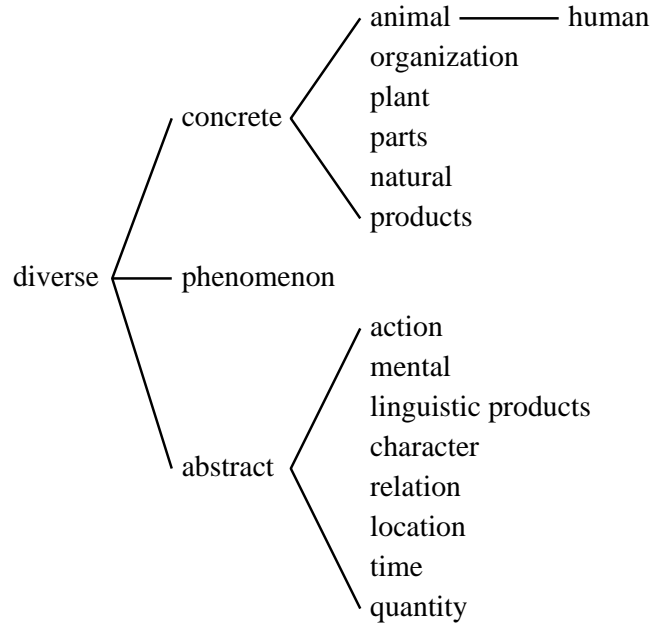 animal human
organization
plant
concrete
parts
natural
products
diverse
phenomenon
action
mental
linguistic products
character
abstract
relation
location
time
quantity